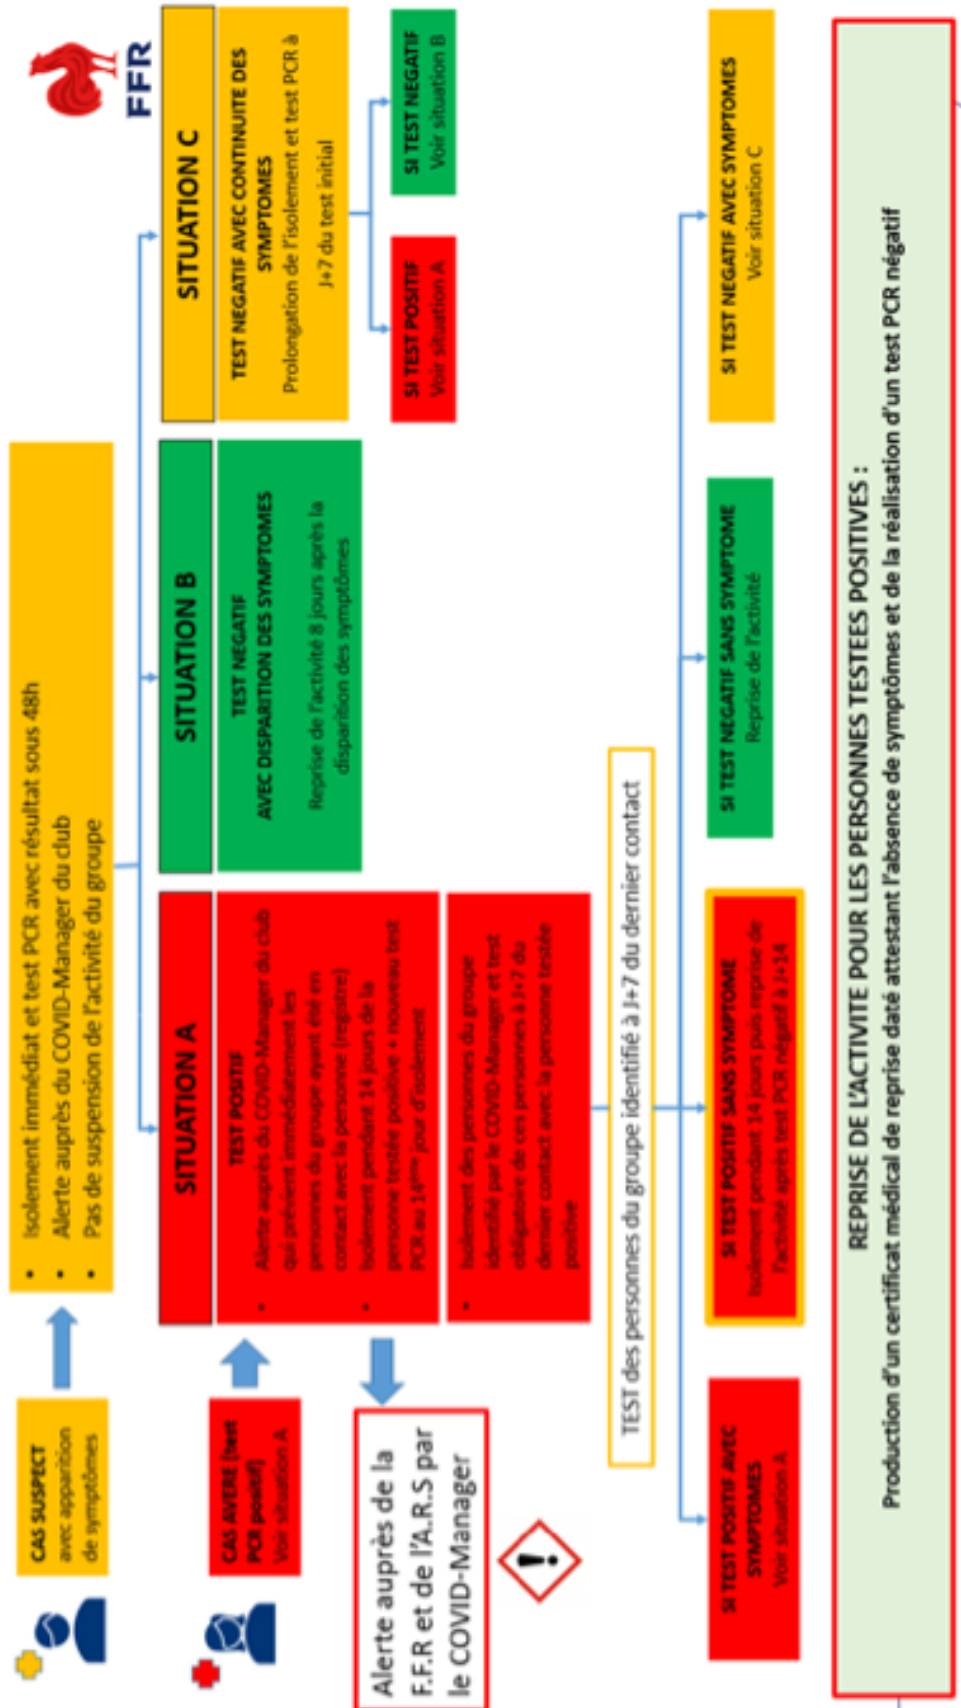 FFR
CAS SUSPECT
avec apparition
de symptômes
• Isolement immédiat et test PCR avec résultat sous 48h
• Alerte auprès du COVID-Manager du club
• Pas de suspension de l'activité du groupe
CAS AVERE (test
PCR positif)
Voir situation A
SITUATION A
TEST POSITIF
• Alerte auprès du COVID-Manager du club
qui prévient immédiatement les
personnes du groupe ayant été en
contact avec la personne (registre)
• Isolement pendant 14 jours de la
personne testée positive + nouveau test
PCR au 14ème jour d'isolement
• Isolement des personnes du groupe
identifié par le COVID-Manager et test
obligatoire de ces personnes à J+7 du
dernier contact avec la personne testée
positive
SITUATION B
TEST NEGATIF
AVEC DISPARITION DES SYMPTOMES
Reprise de l'activité 8 jours après la
disparition des symptômes
SITUATION C
TEST NEGATIF AVEC CONTINUITE DES
SYMPTOMES
Prolongation de l'isolement et test PCR à
J+7 du test initial
SI TEST POSITIF
Voir situation A
SI TEST NEGATIF
Voir situation B
Alerte auprès de la
F.F.R et de l'A.R.S par
le COVID-Manager
TEST des personnes du groupe identifié à J+7 du dernier contact
SI TEST POSITIF AVEC
SYMPTOMES
Voir situation A
SI TEST POSITIF SANS SYMPTOME
Isolement pendant 14 jours puis reprise de
l'activité après test PCR négatif à J+14
SI TEST NEGATIF SANS SYMPTOME
Reprise de l'activité
SI TEST NEGATIF AVEC SYMPTOMES
Voir situation C
REPRISE DE L'ACTIVITE POUR LES PERSONNES TESTEES POSITIVES :
Production d'un certificat médical de reprise daté attestant l'absence de symptômes et de la réalisation d'un test PCR négatif